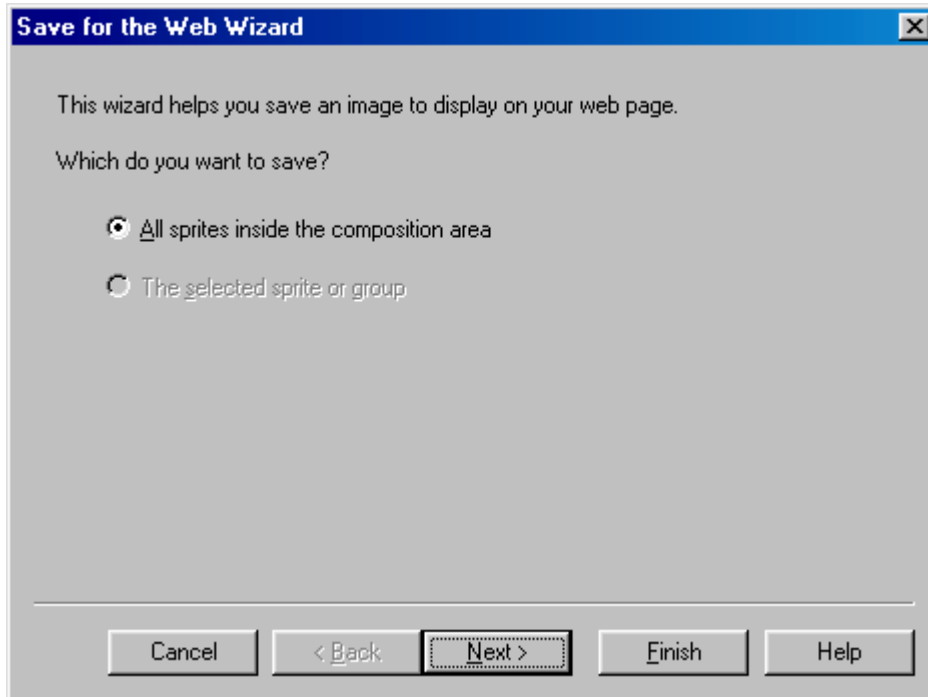 Save for the Web Wizard
This wizard helps you save an image to display on your web page.
Which do you want to save?
All sprites inside the composition area
The selected sprite or group
Cancel < Back Next > Finish Help